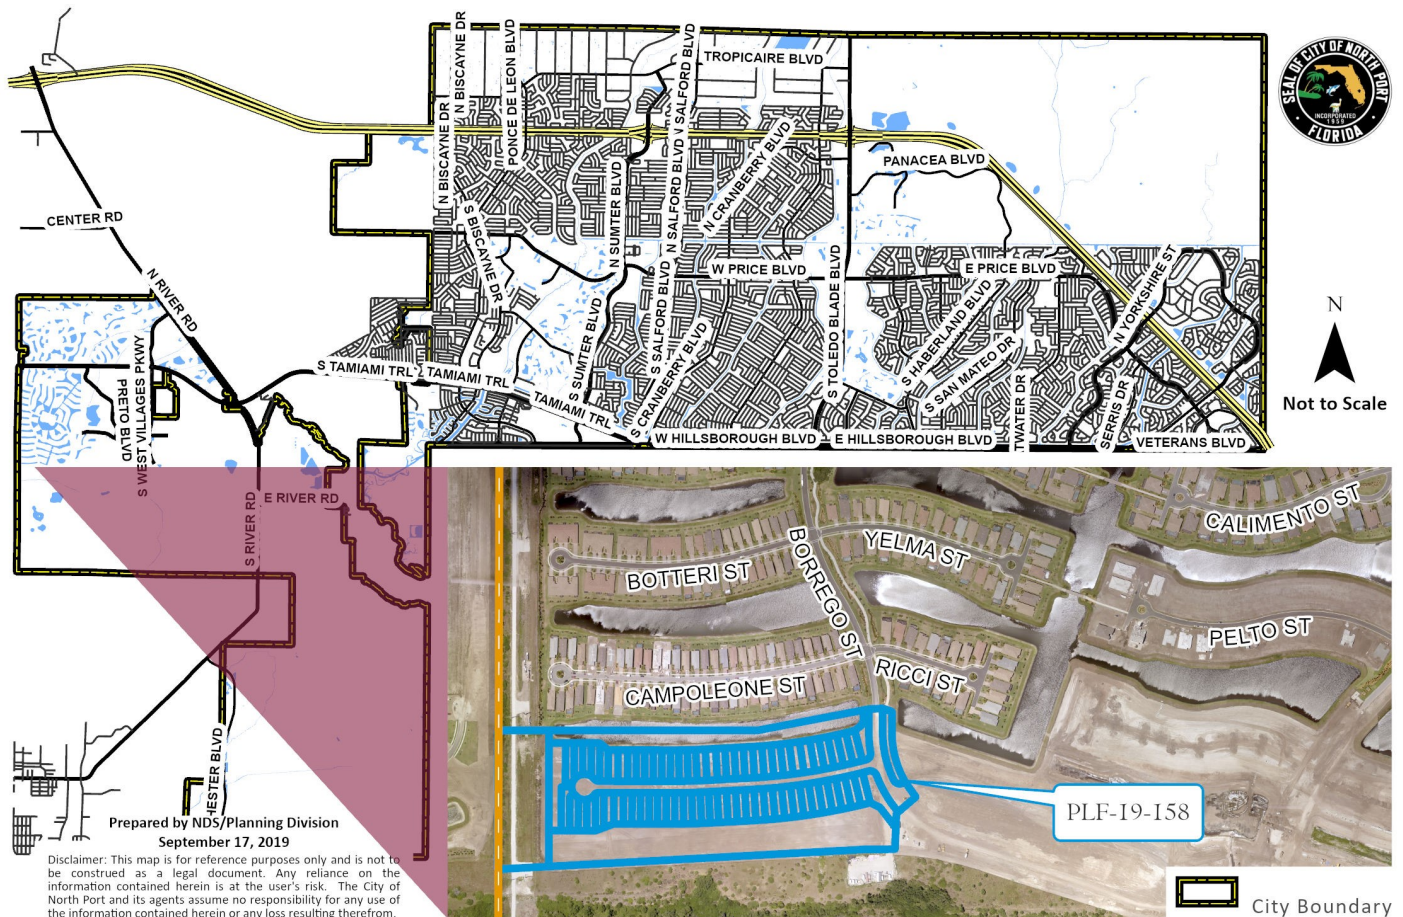 N BISCAYNE DR
PONCE DE LEON BLVD
N SALFORD BLVD
TROPICAIRE BLVD
SEAL OF CITY OF NORTH PORT
INCORPORATED
1959
FLORIDA
N BISCAYNE DR
N SALFORD BLVD
N CRANBERRY BLVD
PANACEA BLVD
CENTER RD
S BISCAYNE DR
N SUMTER BLVD
W PRICE BLVD
E PRICE BLVD
N RIVER RD
S TOLEDO BLADE BLVD
S HABERLAND BLVD
N YORKSHIRE ST
N
S WEST VILLAGES PKWY
PRETO BLVD
S TAMIAMI TRL
TAMIAMI TRL
TAMIAMI TRL
S SUMTER BLVD
S SALFORD BLVD
S CRANBERRY BLVD
S SAN MATEO DR
TWATER DR
SERRIS DR
Not to Scale
W HILLSBOROUGH BLVD
E HILLSBOROUGH BLVD
VETERANS BLVD
S RIVER RD
E RIVER RD
HESTER BLVD
CALIMENTO ST
BOTTERI ST
BORREGO ST
YELMA ST
PELTO ST
CAMPOLEONE ST
RICCI ST
PLF-19-158
Prepared by NDS/Planning Division
September 17, 2019
Disclaimer: This map is for reference purposes only and is not to
be construed as a legal document. Any reliance on the
information contained herein is at the user's risk. The City of
North Port and its agents assume no responsibility for any use of
the information contained herein or any loss resulting therefrom.
City Boundary